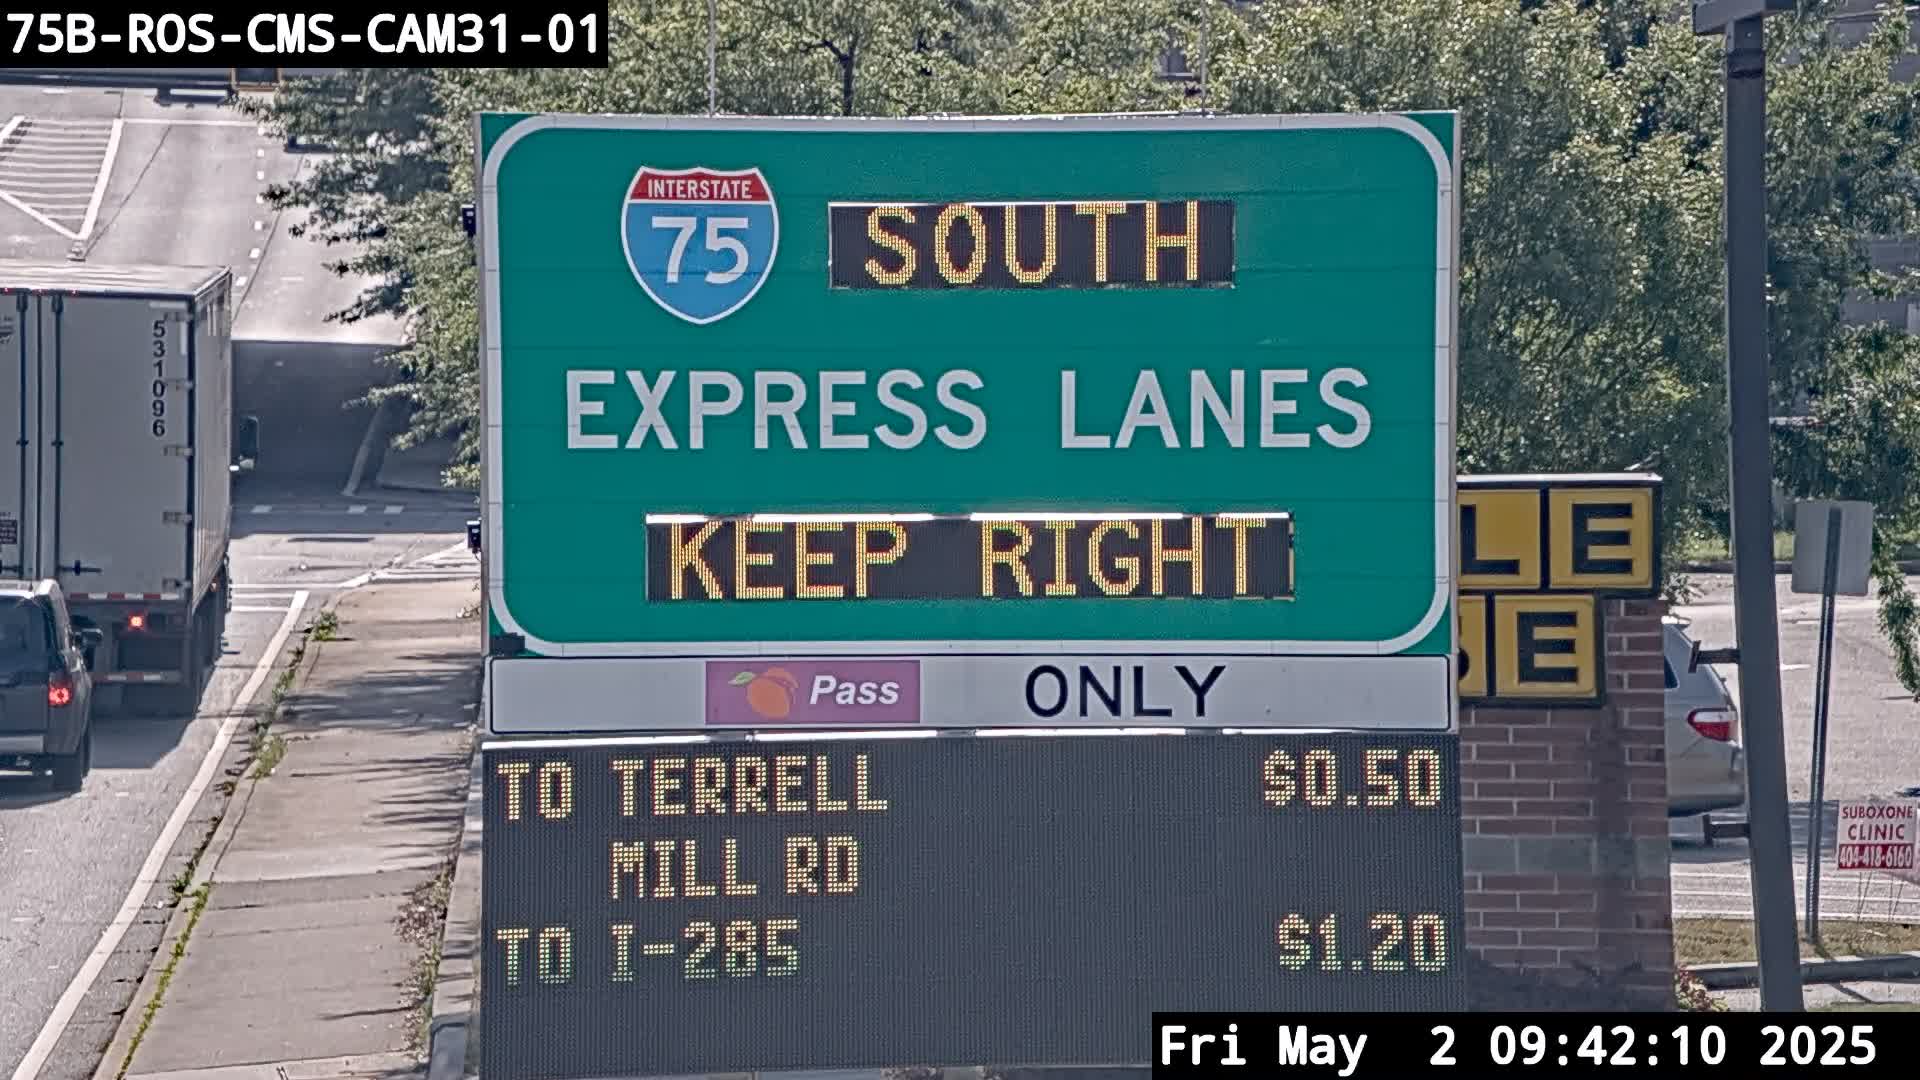 75B-ROS-CMS-CAM31-01
INTERSTATE
75
SOUTH
EXPRESS LANES
KEEP RIGHT
Pass ONLY
TO TERRELL $0.50
MILL RD
TO I-285 $1.20
531096
LE
E
SUBOXONE
CLINIC
404-418-6160
Fri May 2 09:42:10 2025